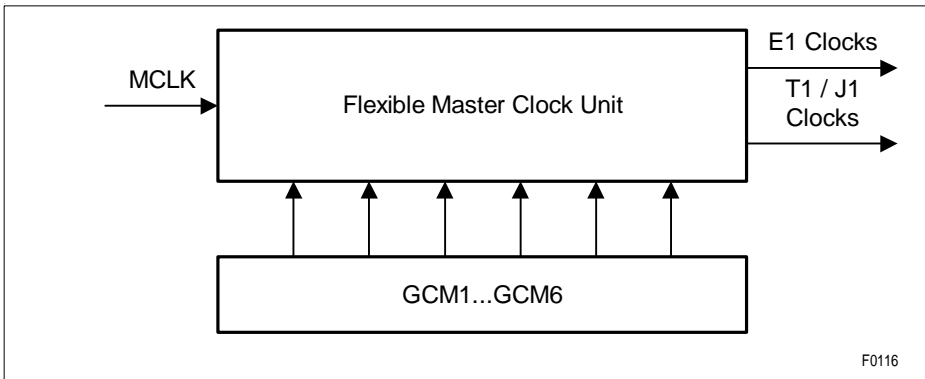 E1 Clocks
MCLK
Flexible Master Clock Unit
T1 / J1
Clocks
GCM1...GCM6
F0116